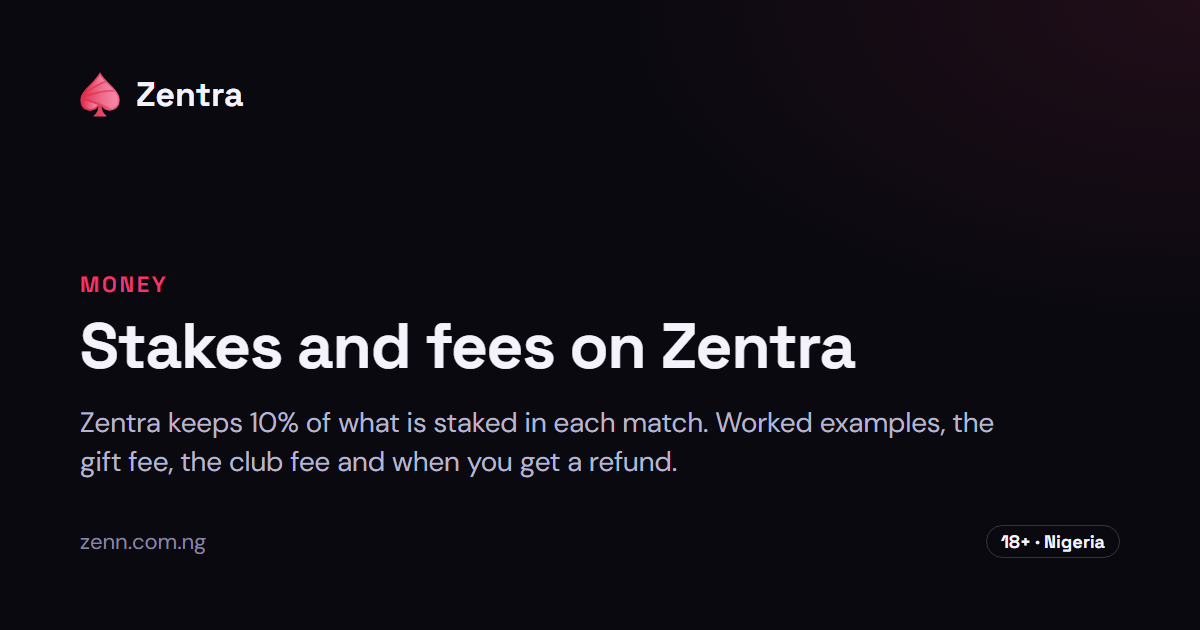 Zentra
MONEY
Stakes and fees on Zentra
Zentra keeps 10% of what is staked in each match. Worked examples, the
gift fee, the club fee and when you get a refund.
zenn.com.ng
18+ · Nigeria